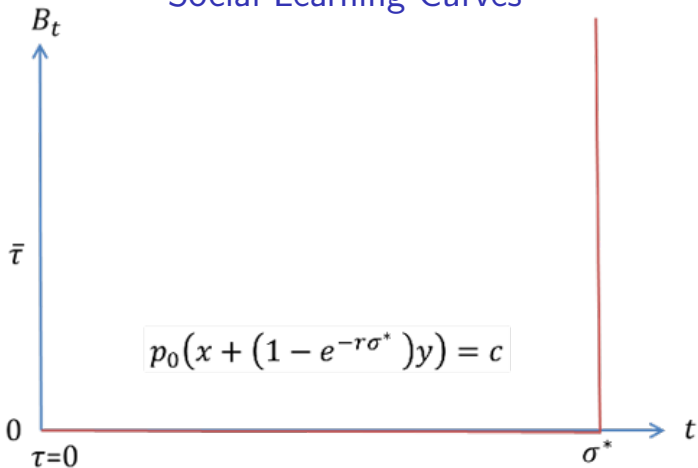 Social Learning Curves
B_t
τ̄
p₀(x + (1 − e^{−rσ*})y) = c
0
t
τ=0
σ*